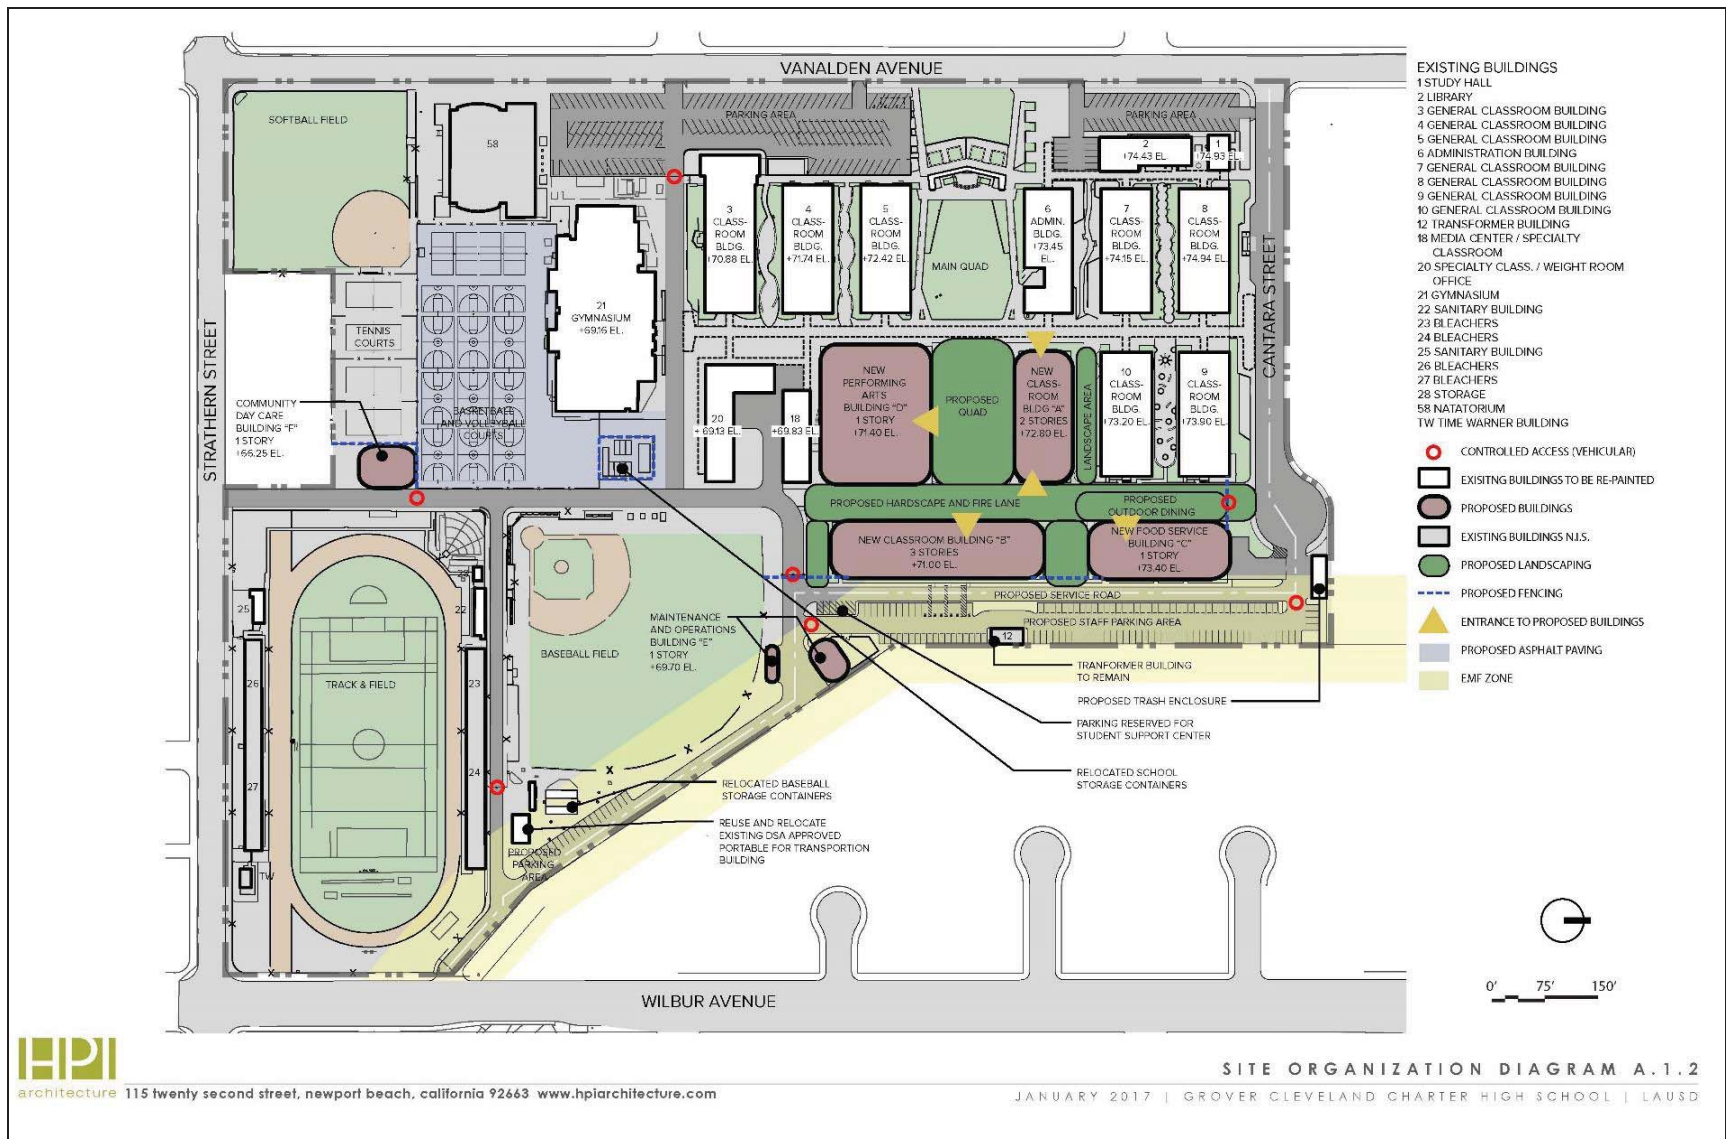 VANALDEN AVENUE
SOFTBALL FIELD
58
PARKING AREA
PARKING AREA
2
+74.43 EL.
1
+74.93 EL.
3
CLASS-
ROOM
BLDG.
+70.88 EL.
4
CLASS-
ROOM
BLDG.
+71.74 EL.
5
CLASS-
ROOM
BLDG.
+72.42 EL.
MAIN QUAD
6
ADMIN.
BLDG.
+73.45
EL.
7
CLASS-
ROOM
BLDG.
+74.15 EL.
8
CLASS-
ROOM
BLDG.
+74.94 EL.
CANTARA STREET
STRATHERN STREET
TENNIS
COURTS
21
GYMNASIUM
+69.16 EL.
BASKETBALL
AND VOLLEYBALL
COURTS
COMMUNITY
DAY CARE
BUILDING “F”
1 STORY
+66.25 EL.
20
+ 69.13 EL.
18
+69.83 EL.
NEW
PERFORMING
ARTS
BUILDING “D”
1 STORY
+71.40 EL.
PROPOSED
QUAD
NEW
CLASS-
ROOM
BLDG “A”
2 STORIES
+72.80 EL.
LANDSCAPE AREA
10
CLASS-
ROOM
BLDG.
+73.20 EL.
9
CLASS-
ROOM
BLDG.
+73.90 EL.
PROPOSED HARDSCAPE AND FIRE LANE
PROPOSED
OUTDOOR DINING
NEW CLASSROOM BUILDING “B”
3 STORIES
+71.00 EL.
NEW FOOD SERVICE
BUILDING “C”
1 STORY
+73.40 EL.
PROPOSED SERVICE ROAD
PROPOSED STAFF PARKING AREA
12
25
22
23
26
27
23
24
TW
TRACK & FIELD
BASEBALL FIELD
MAINTENANCE
AND OPERATIONS
BUILDING “E”
1 STORY
+69.70 EL.
TRANFORMER BUILDING
TO REMAIN
PROPOSED TRASH ENCLOSURE
PARKING RESERVED FOR
STUDENT SUPPORT CENTER
RELOCATED SCHOOL
STORAGE CONTAINERS
RELOCATED BASEBALL
STORAGE CONTAINERS
REUSE AND RELOCATE
EXISTING DSA APPROVED
PORTABLE FOR TRANSPORTION
BUILDING
PROPOSED
PARKING
AREA
WILBUR AVENUE
EXISTING BUILDINGS
1 STUDY HALL
2 LIBRARY
3 GENERAL CLASSROOM BUILDING
4 GENERAL CLASSROOM BUILDING
5 GENERAL CLASSROOM BUILDING
6 ADMINISTRATION BUILDING
7 GENERAL CLASSROOM BUILDING
8 GENERAL CLASSROOM BUILDING
9 GENERAL CLASSROOM BUILDING
10 GENERAL CLASSROOM BUILDING
12 TRANSFORMER BUILDING
18 MEDIA CENTER / SPECIALTY
CLASSROOM
20 SPECIALTY CLASS. / WEIGHT ROOM
OFFICE
21 GYMNASIUM
22 SANITARY BUILDING
23 BLEACHERS
24 BLEACHERS
25 SANITARY BUILDING
26 BLEACHERS
27 BLEACHERS
28 STORAGE
58 NATATORIUM
TW TIME WARNER BUILDING
CONTROLLED ACCESS (VEHICULAR)
EXISITNG BUILDINGS TO BE RE-PAINTED
PROPOSED BUILDINGS
EXISTING BUILDINGS N.I.S.
PROPOSED LANDSCAPING
PROPOSED FENCING
ENTRANCE TO PROPOSED BUILDINGS
PROPOSED ASPHALT PAVING
EMF ZONE
0' 75' 150'
HPI
architecture
115 twenty second street, newport beach, california 92663 www.hpiarchitecture.com
SITE ORGANIZATION DIAGRAM A.1.2
JANUARY 2017 | GROVER CLEVELAND CHARTER HIGH SCHOOL | LAUSD